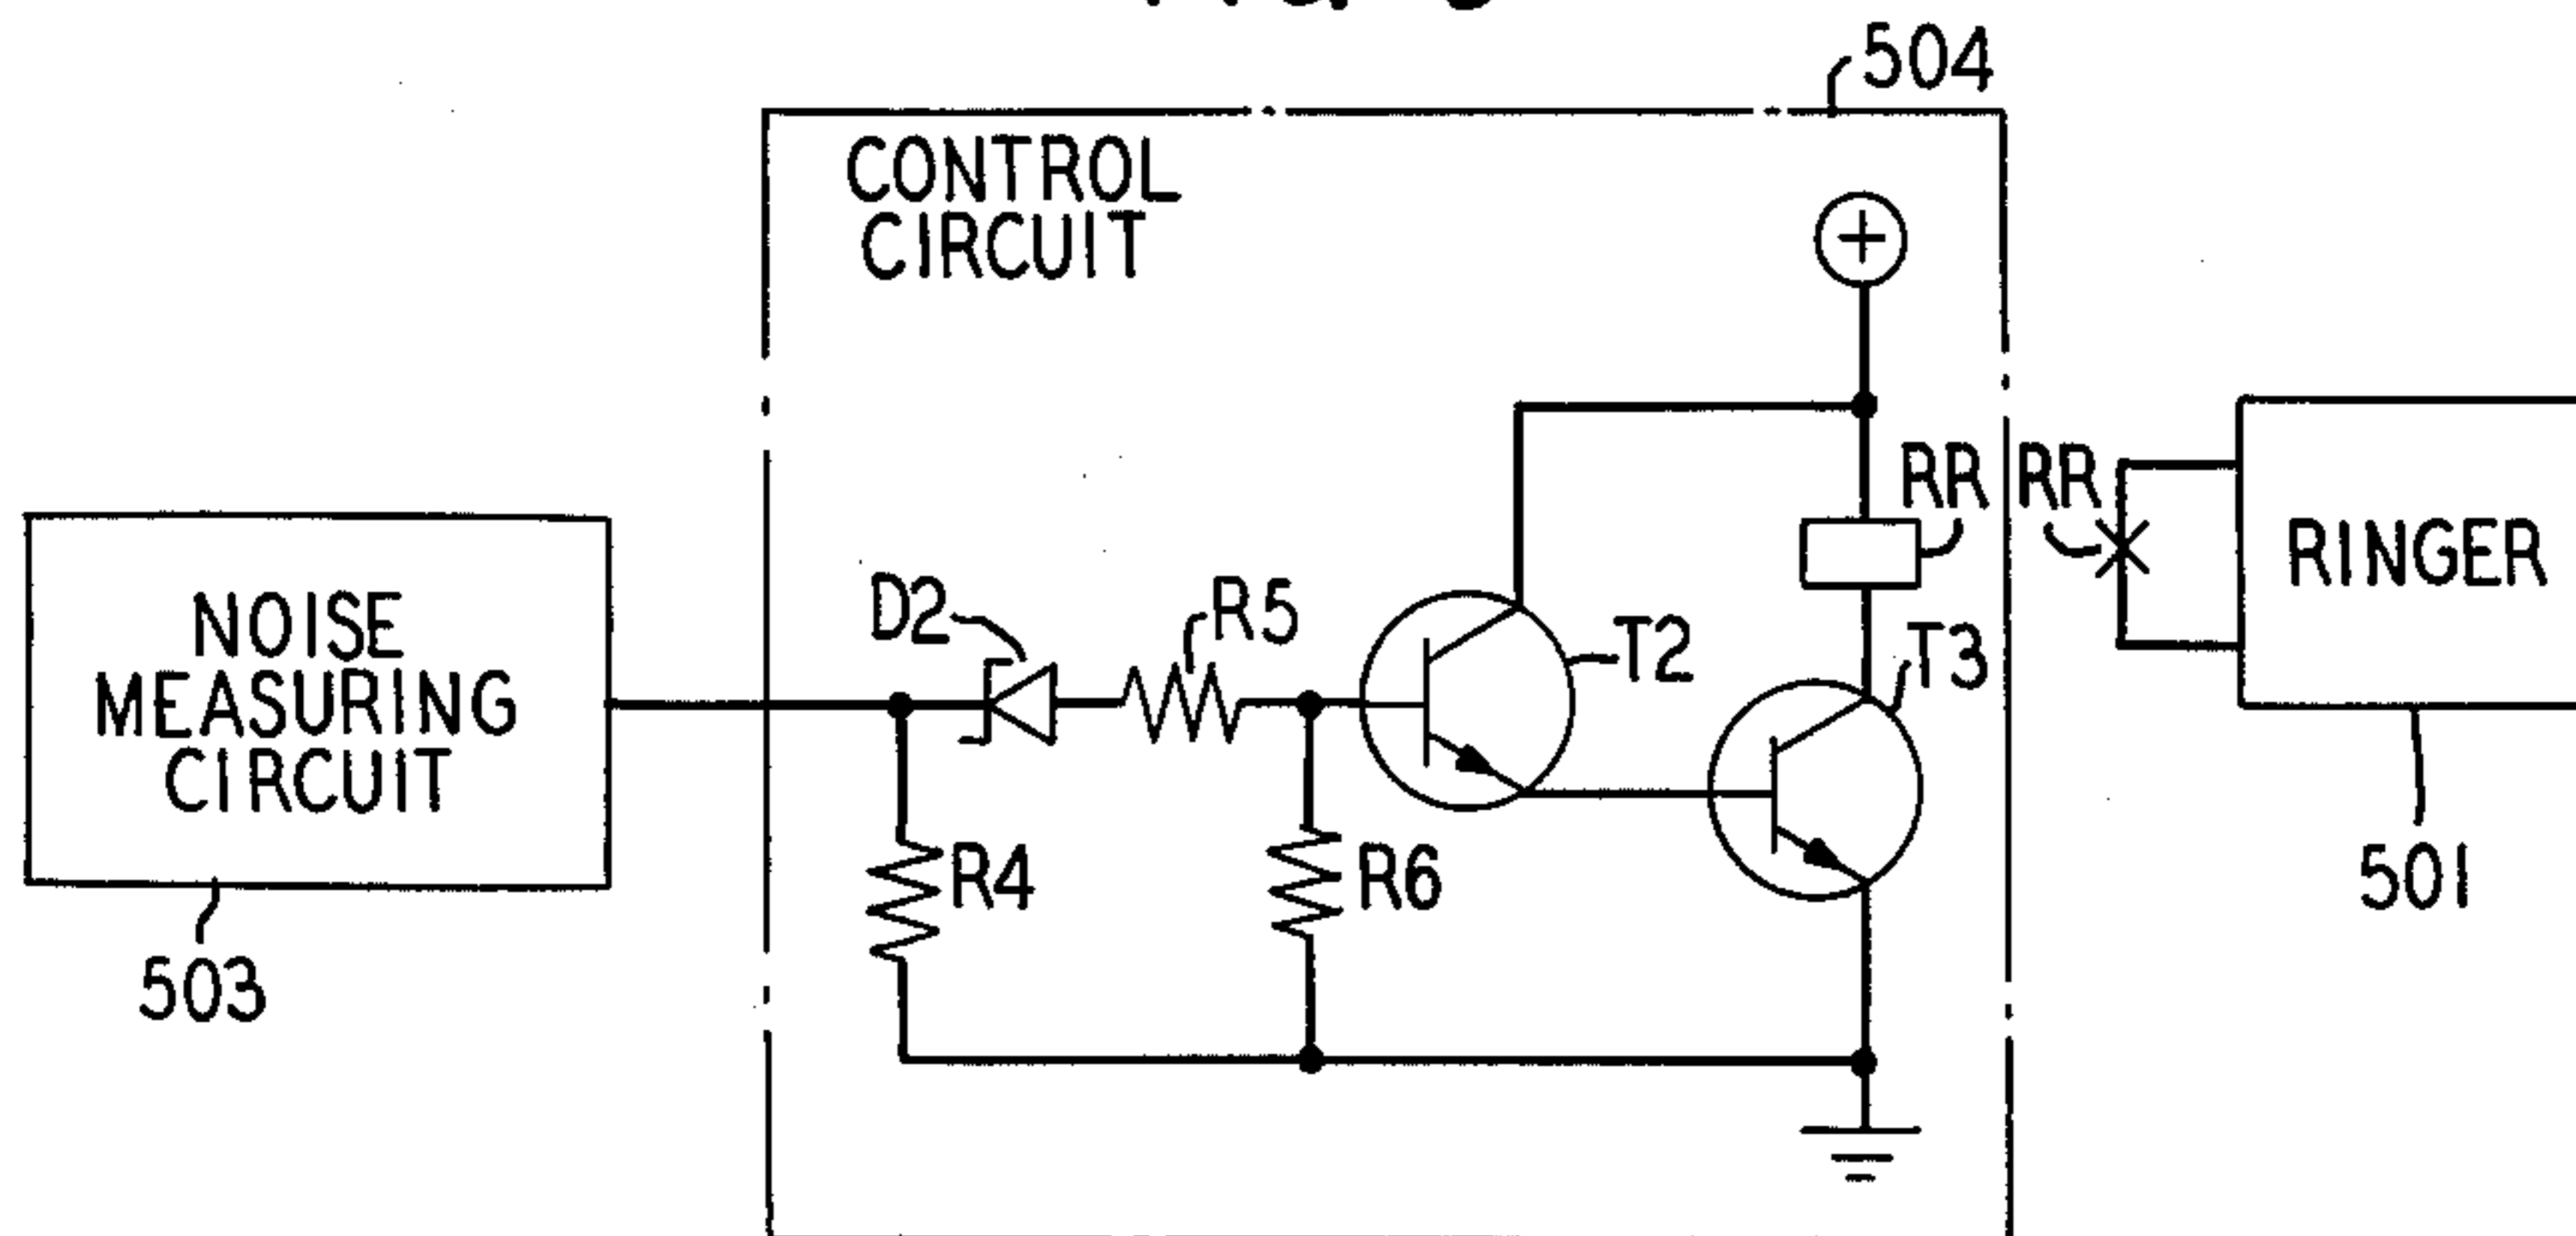 504
CONTROL
CIRCUIT
+
RR
RR
RINGER
D2
R5
T2
T3
NOISE
MEASURING
CIRCUIT
R4
R6
501
503